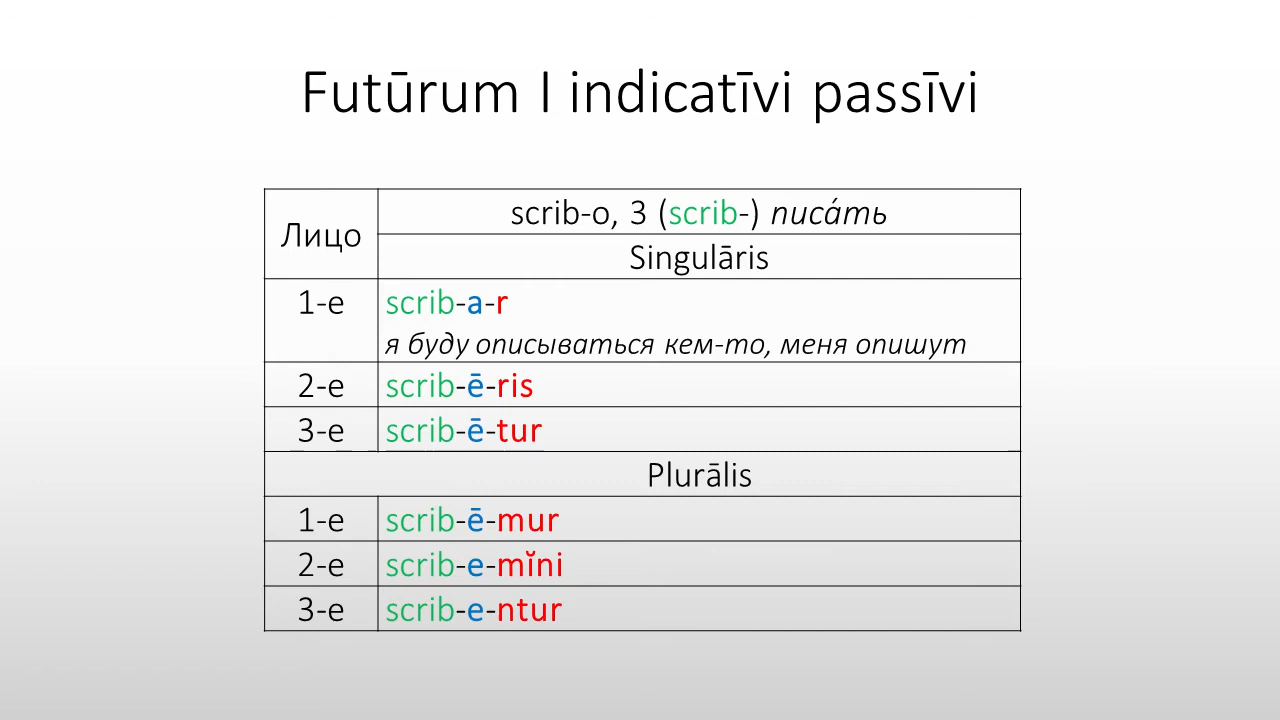 Futūrum I indicatīvi passīvi
Лицо
scrib-o, 3 (scrib-) писáть
Singulāris
1-е scrib-a-r
я буду описываться кем-то, меня опишут
2-е scrib-ē-ris
3-е scrib-ē-tur
Plurālis
1-е scrib-ē-mur
2-е scrib-e-mĭni
3-е scrib-e-ntur